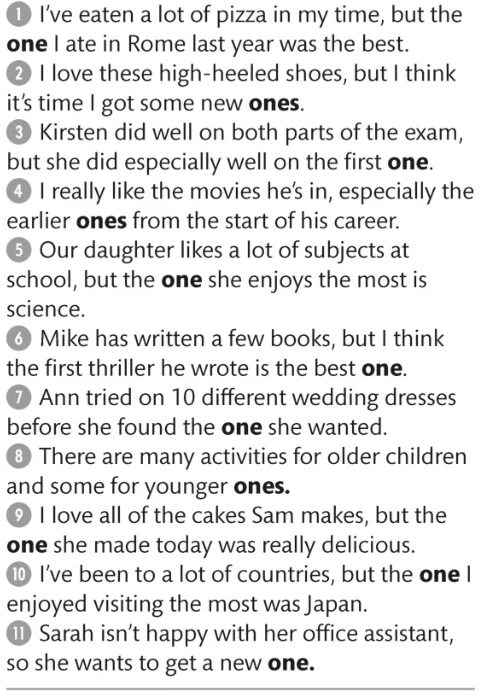 1 I've eaten a lot of pizza in my time, but the
one I ate in Rome last year was the best.
2 I love these high-heeled shoes, but I think
it's time I got some new ones.
3 Kirsten did well on both parts of the exam,
but she did especially well on the first one.
4 I really like the movies he's in, especially the
earlier ones from the start of his career.
5 Our daughter likes a lot of subjects at
school, but the one she enjoys the most is
science.
6 Mike has written a few books, but I think
the first thriller he wrote is the best one.
7 Ann tried on 10 different wedding dresses
before she found the one she wanted.
8 There are many activities for older children
and some for younger ones.
9 I love all of the cakes Sam makes, but the
one she made today was really delicious.
10 I've been to a lot of countries, but the one I
enjoyed visiting the most was Japan.
11 Sarah isn't happy with her office assistant,
so she wants to get a new one.